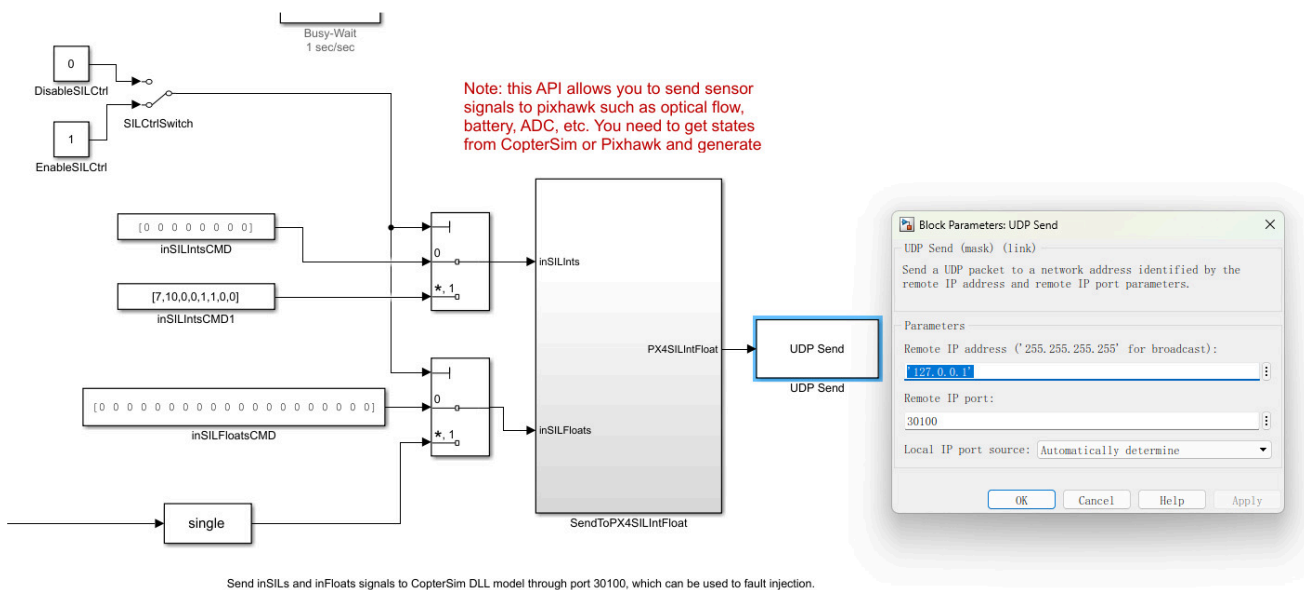 Busy-Wait
1 sec/sec
0
DisableSILCtrl
SILCtrlSwitch
1
EnableSILCtrl
Note: this API allows you to send sensor
signals to pixhawk such as optical flow,
battery, ADC, etc. You need to get states
from CopterSim or Pixhawk and generate
[0 0 0 0 0 0 0 0]
inSILIntsCMD
[7,10,0,0,1,1,0,0]
inSILIntsCMD1
0
*, 1
inSILInts
PX4SILIntFloat
UDP Send
UDP Send
[0 0 0 0 0 0 0 0 0 0 0 0 0 0 0 0 0 0 0 0]
inSILFloatsCMD
0
*, 1
inSILFloats
single
SendToPX4SILIntFloat
Send inSILs and inFloats signals to CopterSim DLL model through port 30100, which can be used to fault injection.
Block Parameters: UDP Send
UDP Send (mask) (link)
Send a UDP packet to a network address identified by the
remote IP address and remote IP port parameters.
Parameters
Remote IP address ('255.255.255.255' for broadcast):
'127.0.0.1'
Remote IP port:
30100
Local IP port source: Automatically determine
OK Cancel Help Apply